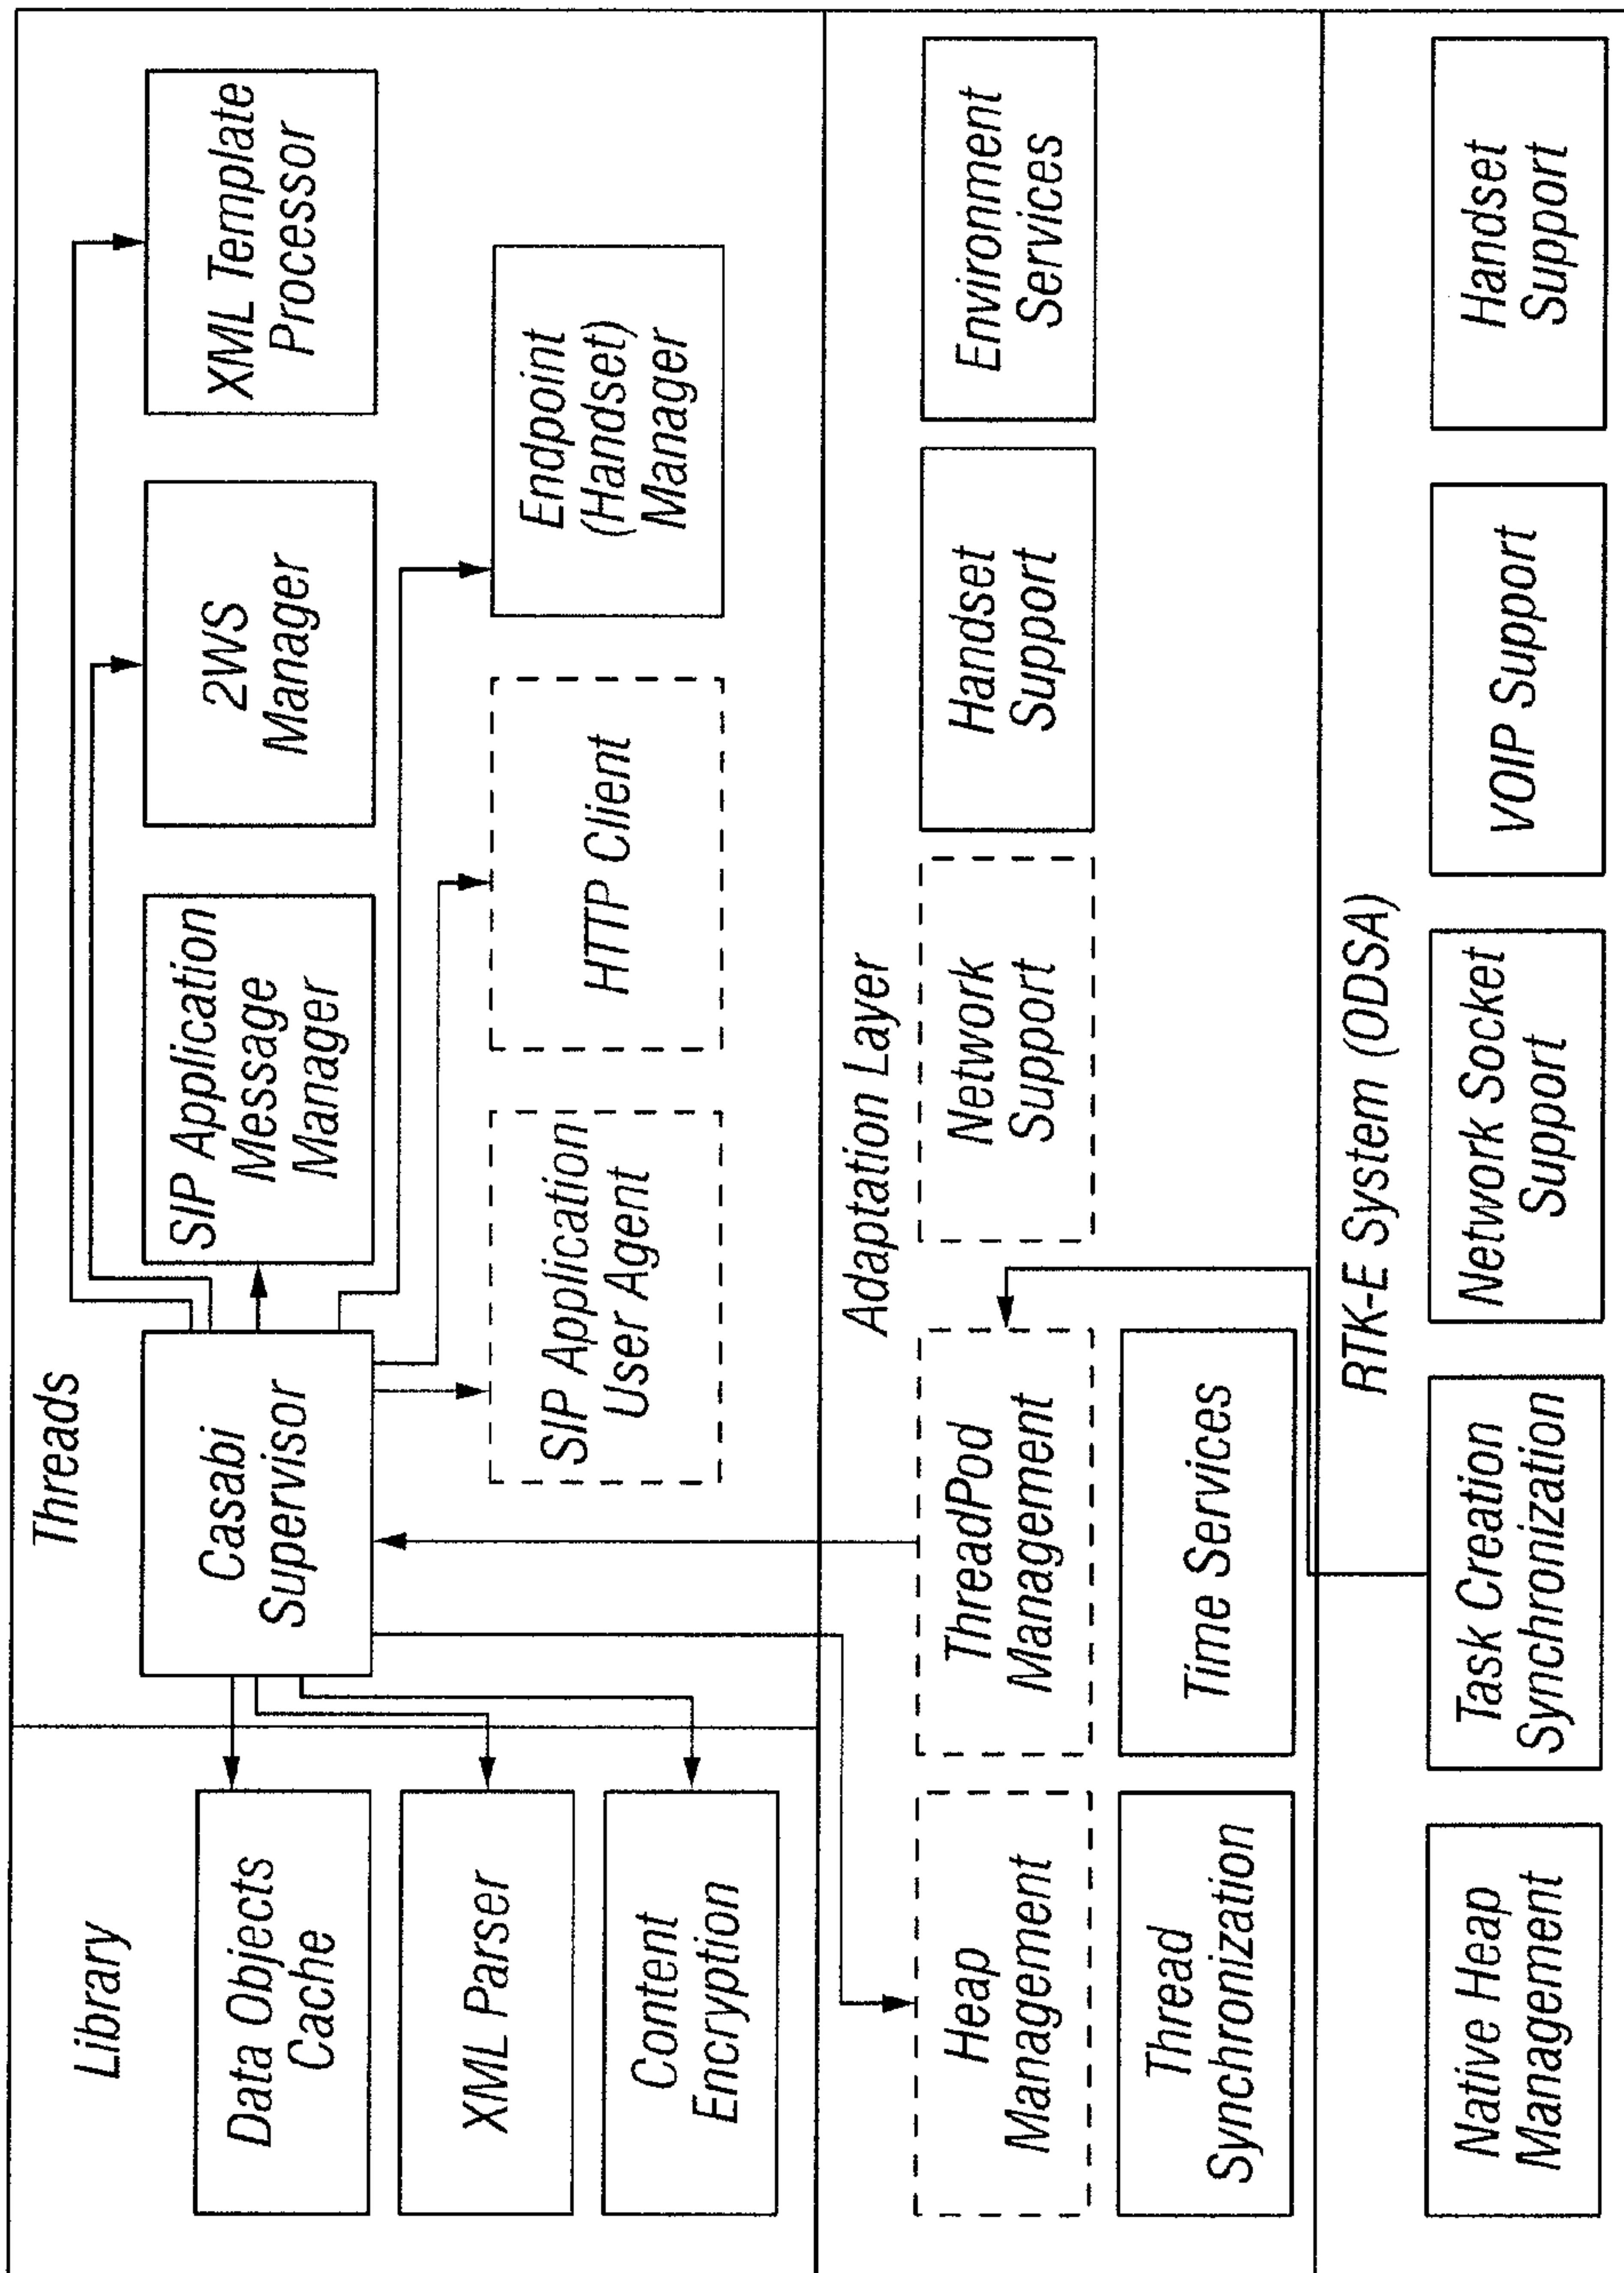 Library
Data Objects
Cache
XML Parser
Content
Encryption
Threads
Casabi
Supervisor
SIP Application
Message
Manager
2WS
Manager
XML Template
Processor
SIP Application
User Agent
HTTP Client
Endpoint
(Handset)
Manager
Adaptation Layer
Heap
Management
ThreadPod
Management
Network
Support
Handset
Support
Environment
Services
Thread
Synchronization
Time Services
RTK-E System (ODSA)
Native Heap
Management
Task Creation
Synchronization
Network Socket
Support
VOIP Support
Handset
Support